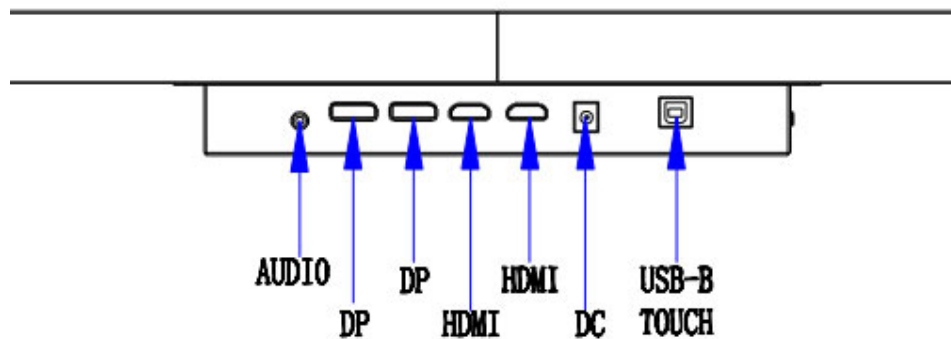 AUDIO
DP
DP
HDMI
HDMI
DC
USB-B
TOUCH